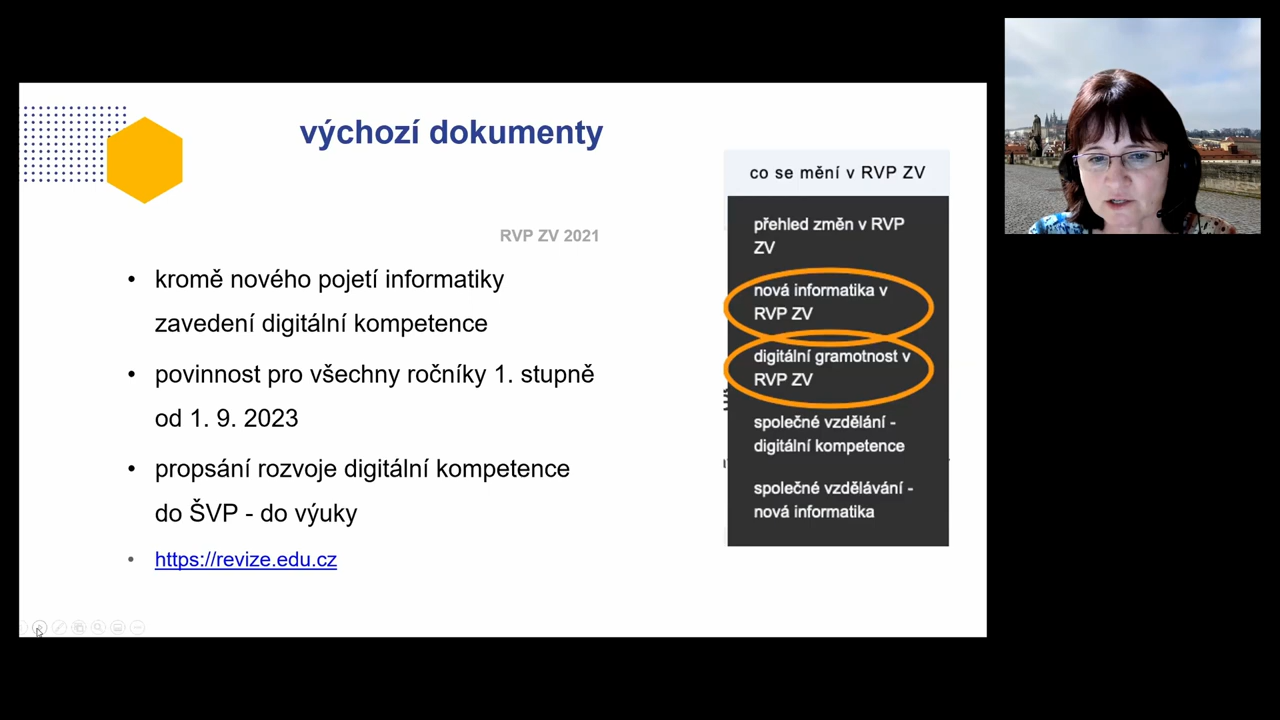 výchozí dokumenty
RVP ZV 2021
• kromě nového pojetí informatiky
zavedení digitální kompetence
• povinnost pro všechny ročníky 1. stupně
od 1. 9. 2023
• propsání rozvoje digitální kompetence
do ŠVP - do výuky
• https://revize.edu.cz
co se mění v RVP ZV
přehled změn v RVP
ZV
nová informatika v
RVP ZV
digitální gramotnost v
RVP ZV
společné vzdělání -
digitální kompetence
společné vzdělávání -
nová informatika